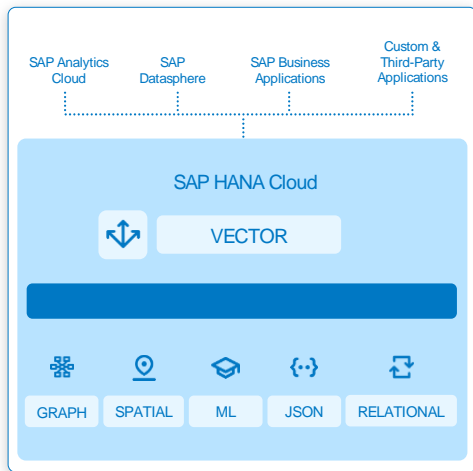 Custom &
SAP Analytics
SAP
SAP Business
Third-Party
Cloud
Datasphere
Applications
Applications
SAP HANA Cloud
VECTOR
GRAPH
SPATIAL
ML
JSON
RELATIONAL